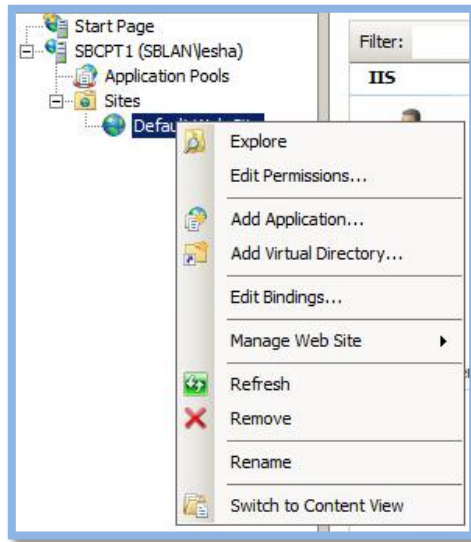 Start Page
SBCPT1 (SBLAN\lesha)
Application Pools
Sites
Filter:
IIS
Explore
Edit Permissions...
Add Application...
Add Virtual Directory...
Edit Bindings...
Manage Web Site
Refresh
Remove
Rename
Switch to Content View